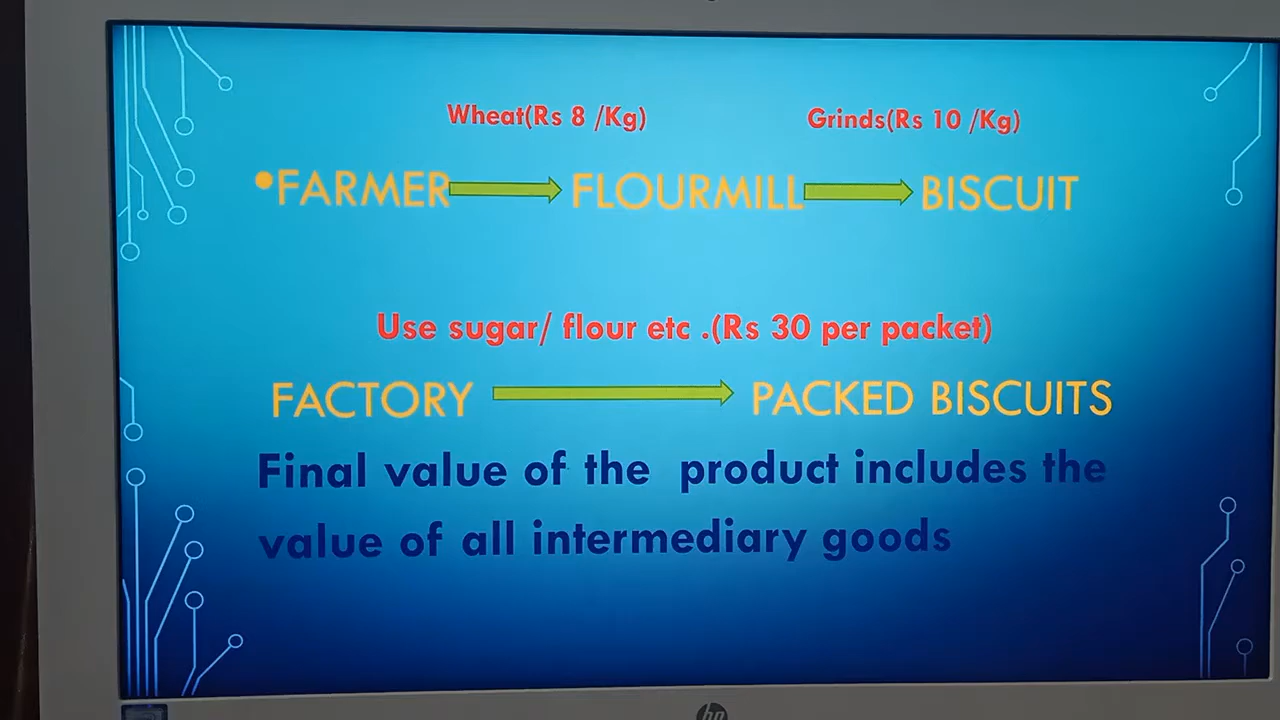 Wheat(Rs 8 /Kg) Grinds(Rs 10 /Kg)
•FARMER FLOURMILL BISCUIT
Use sugar/ flour etc .(Rs 30 per packet)
FACTORY PACKED BISCUITS
Final value of the product includes the
value of all intermediary goods
hp